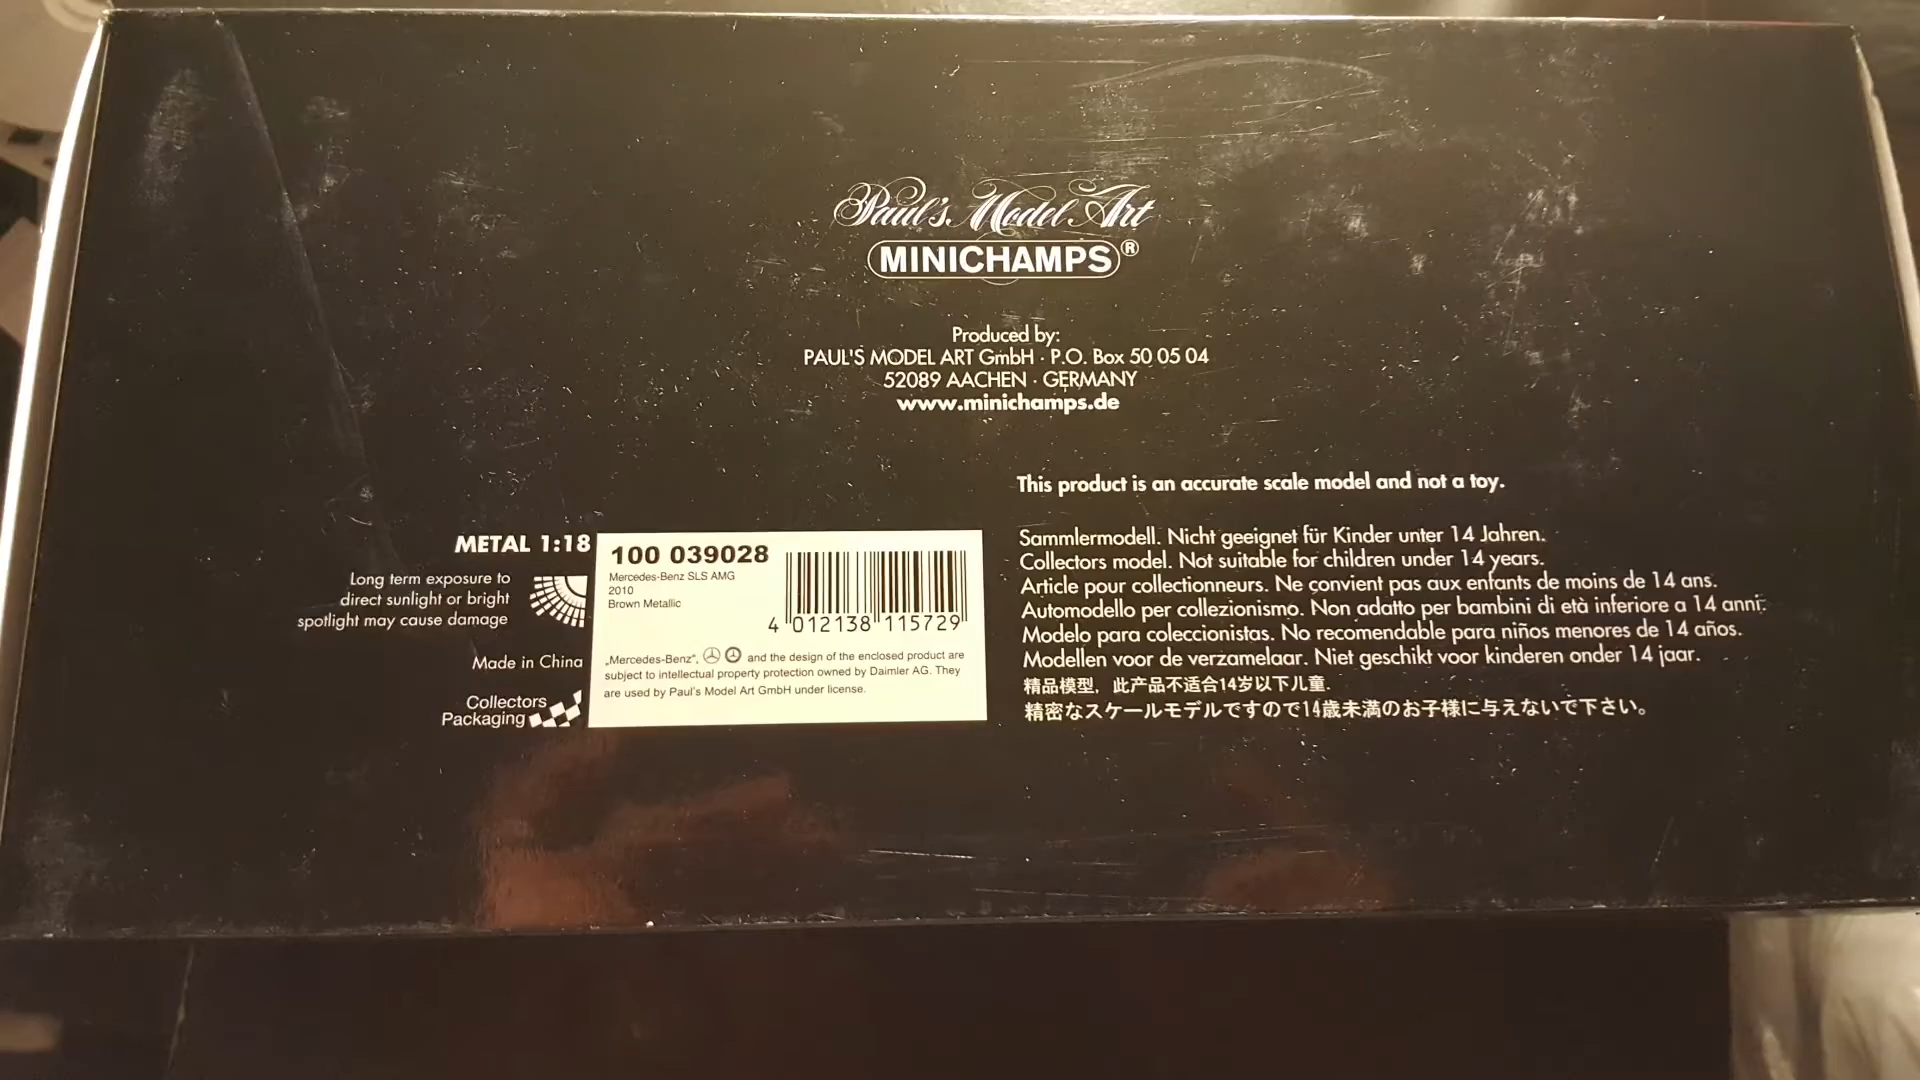 Paul's Model Art
MINICHAMPS®
Produced by:
PAUL'S MODEL ART GmbH · P.O. Box 50 05 04
52089 AACHEN · GERMANY
www.minichamps.de
METAL 1:18
Long term exposure to
direct sunlight or bright
spotlight may cause damage
Made in China
Collectors
Packaging
100 039028
Mercedes-Benz SLS AMG
2010
Brown Metallic
4 012138 115729
„Mercedes-Benz“, and the design of the enclosed product are
subject to intellectual property protection owned by Daimler AG. They
are used by Paul's Model Art GmbH under license.
This product is an accurate scale model and not a toy.
Sammlermodell. Nicht geeignet für Kinder unter 14 Jahren.
Collectors model. Not suitable for children under 14 years.
Article pour collectionneurs. Ne convient pas aux enfants de moins de 14 ans.
Automodello per collezionismo. Non adatto per bambini di età inferiore a 14 anni.
Modelo para coleccionistas. No recomendable para niños menores de 14 años.
Modellen voor de verzamelaar. Niet geschikt voor kinderen onder 14 jaar.
精品模型，此产品不适合14岁以下儿童.
精密なスケールモデルですので14歳未満のお子様に与えないで下さい。